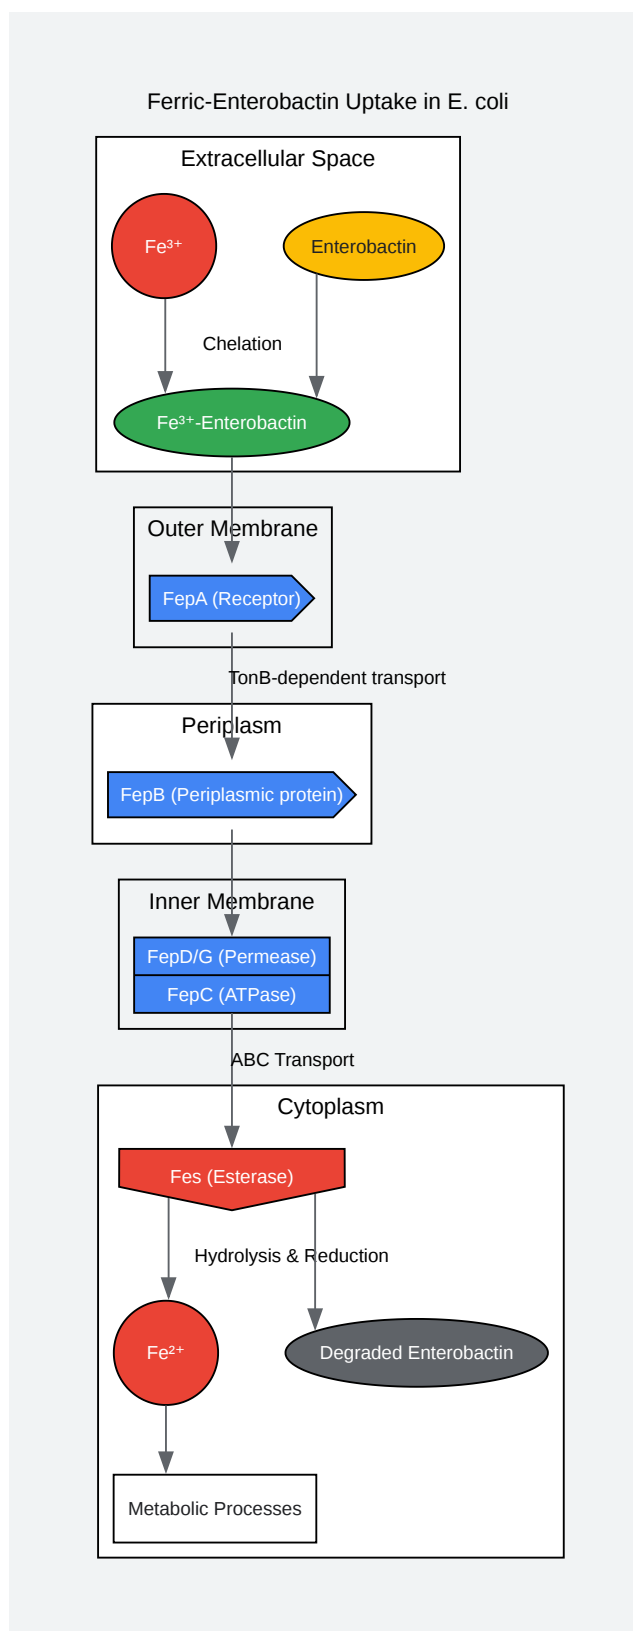 Ferric-Enterobactin Uptake in E. coli
Extracellular Space
Fe³⁺
Enterobactin
Chelation
Fe³⁺-Enterobactin
Outer Membrane
FepA (Receptor)
TonB-dependent transport
Periplasm
FepB (Periplasmic protein)
Inner Membrane
FepD/G (Permease)
FepC (ATPase)
ABC Transport
Cytoplasm
Fes (Esterase)
Hydrolysis & Reduction
Fe²⁺
Degraded Enterobactin
Metabolic Processes